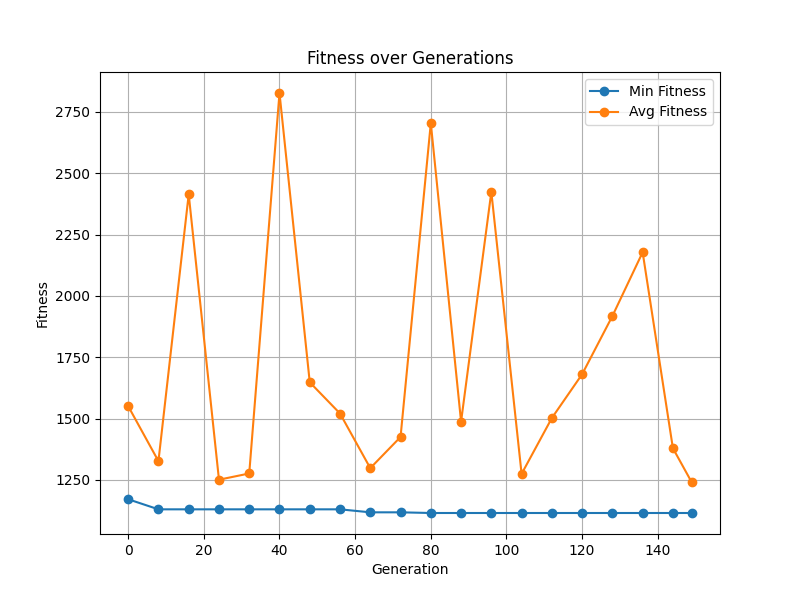 Fitness over Generations
Min Fitness
Avg Fitness
2750
2500
2250
2000
1750
1500
1250
Fitness
0 20 40 60 80 100 120 140
Generation